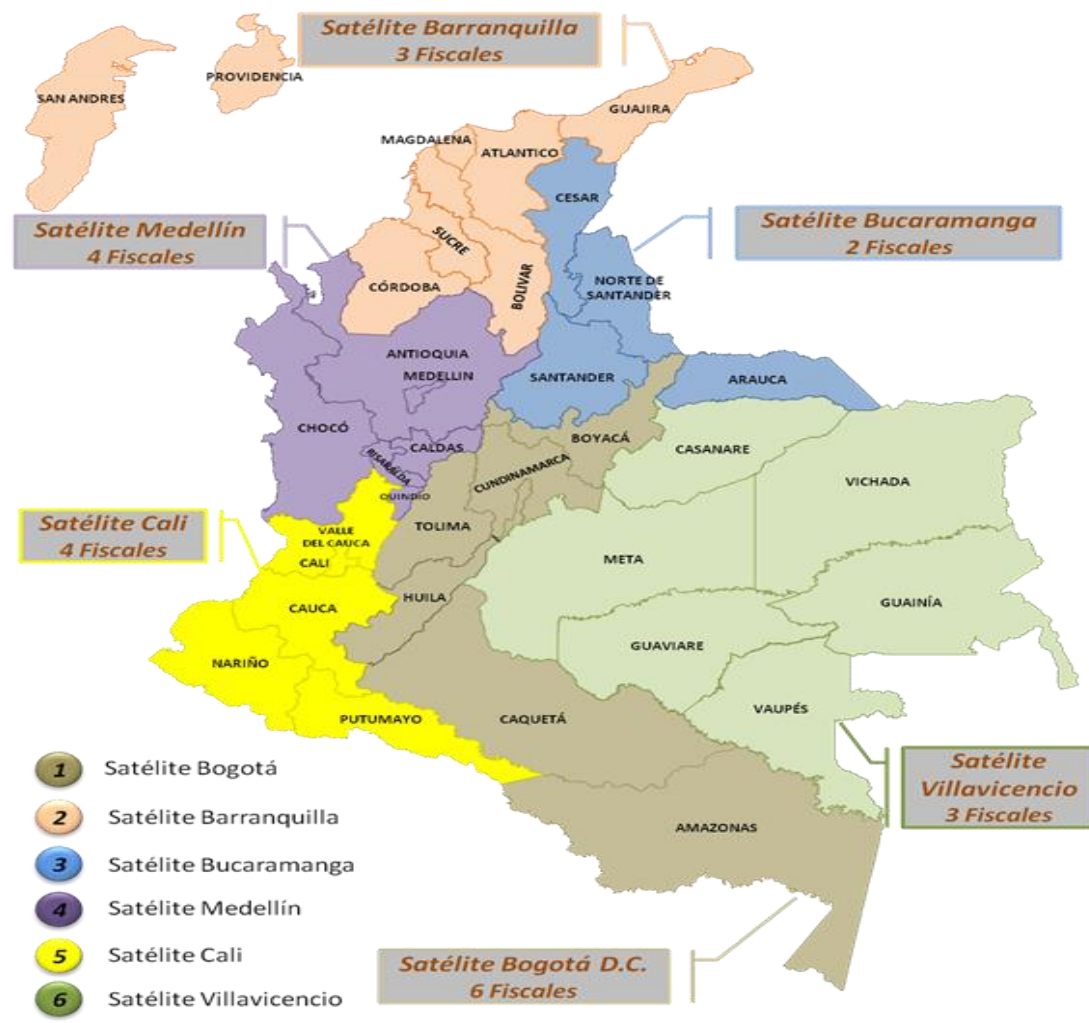 Satélite Barranquilla
3 Fiscales
PROVIDENCIA
SAN ANDRES
GUAJIRA
MAGDALENA
ATLANTICO
CESAR
Satélite Medellín
4 Fiscales
Satélite Bucaramanga
2 Fiscales
SUCRE
BOLIVAR
CÓRDOBA
NORTE DE
SANTANDER
ANTIOQUIA
MEDELLIN
SANTANDER
ARAUCA
CHOCÓ
BOYACÁ
CALDAS
CASANARE
RISARALDA
CUNDINAMARCA
VICHADA
QUINDIO
Satélite Cali
4 Fiscales
TOLIMA
VALLE
DEL CAUCA
CALI
META
HUILA
CAUCA
GUAINÍA
GUAVIARE
NARIÑO
VAUPÉS
PUTUMAYO
CAQUETÁ
Satélite
Villavicencio
3 Fiscales
AMAZONAS
1 Satélite Bogotá
2 Satélite Barranquilla
3 Satélite Bucaramanga
4 Satélite Medellín
5 Satélite Cali
6 Satélite Villavicencio
Satélite Bogotá D.C.
6 Fiscales